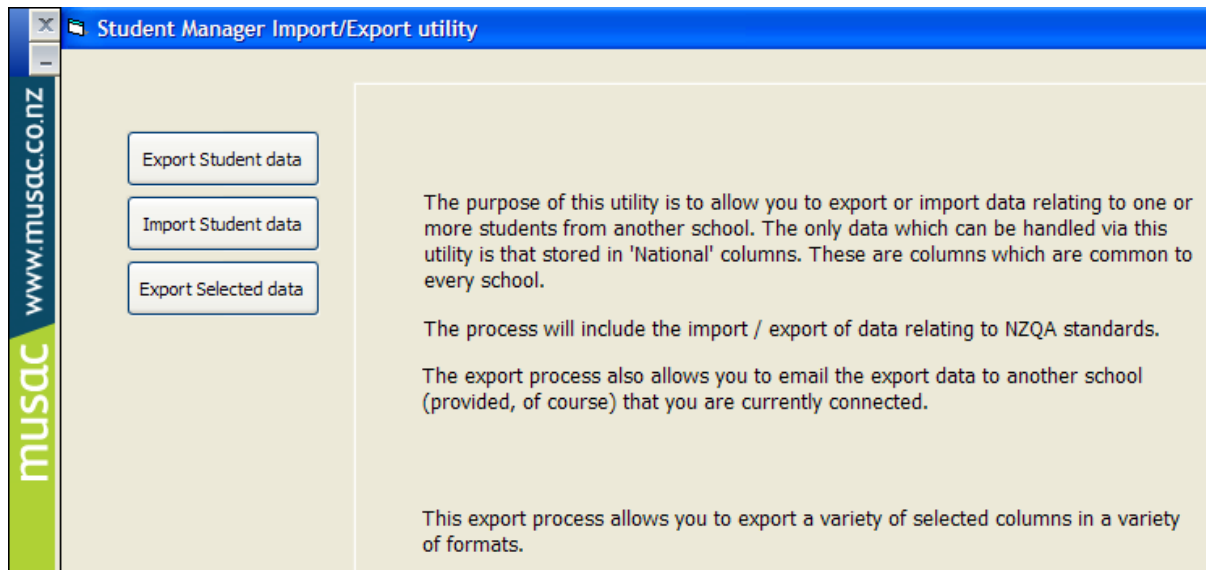 Student Manager Import/Export utility
www.musac.co.nz
musac
Export Student data
Import Student data
Export Selected data
The purpose of this utility is to allow you to export or import data relating to one or
more students from another school. The only data which can be handled via this
utility is that stored in 'National' columns. These are columns which are common to
every school.
The process will include the import / export of data relating to NZQA standards.
The export process also allows you to email the export data to another school
(provided, of course) that you are currently connected.
This export process allows you to export a variety of selected columns in a variety
of formats.